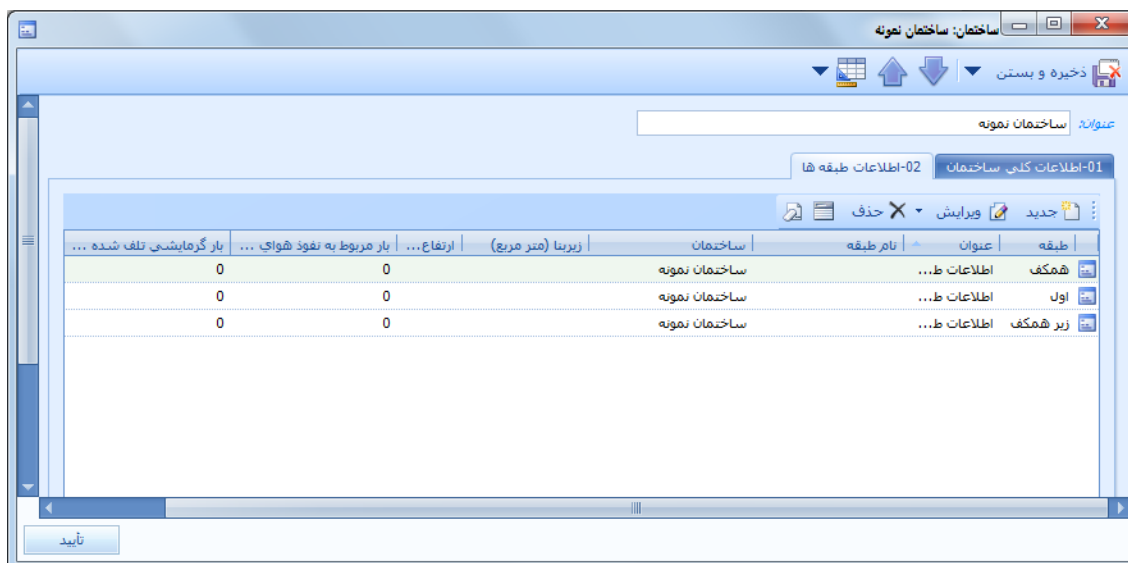 ساختمان: ساختمان نمونه
ذخیره و بستن
عنوان: ساختمان نمونه
01-اطلاعات کلی ساختمان 02-اطلاعات طبقه ها
جدید ویرایش حذف
طبقه عنوان نام طبقه ساختمان زیربنا (متر مربع) ارتفاع... بار مربوط به نفوذ هواي ... بار گرمایشی تلف شده ...
همکف اطلاعات ط... ساختمان نمونه 0 0
اول اطلاعات ط... ساختمان نمونه 0 0
زیر همکف اطلاعات ط... ساختمان نمونه 0 0
تأیید